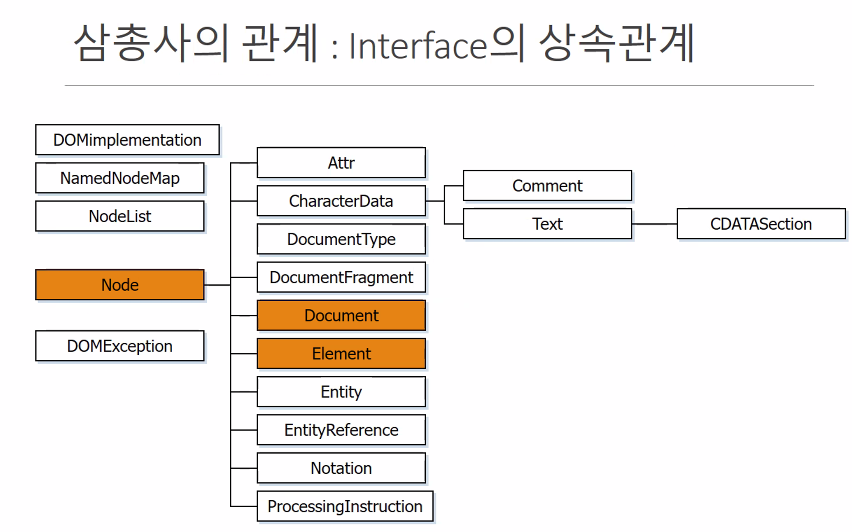 삼총사의 관계 : Interface의 상속관계
DOMimplementation
NamedNodeMap
NodeList
Node
DOMException
Attr
CharacterData
DocumentType
DocumentFragment
Document
Element
Entity
EntityReference
Notation
ProcessingInstruction
Comment
Text
CDATASection